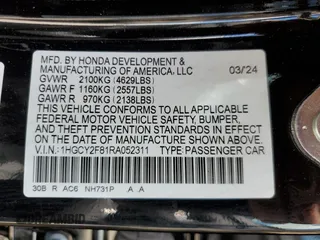 MFD. BY HONDA DEVELOPMENT &
MANUFACTURING OF AMERICA, LLC 03/24
GVWR 2100KG (4629LBS)
GAWR F 1160KG (2557LBS)
GAWR R 970KG (2138LBS)
THIS VEHICLE CONFORMS TO ALL APPLICABLE
FEDERAL MOTOR VEHICLE SAFETY, BUMPER,
AND THEFT PREVENTION STANDARDS IN EFFECT
ON THE DATE OF MANUFACTURE SHOWN ABOVE.
V.I.N.: 1HGCY2F81RA052311 TYPE: PASSENGER CAR
30B R AC6 NH731P A .A